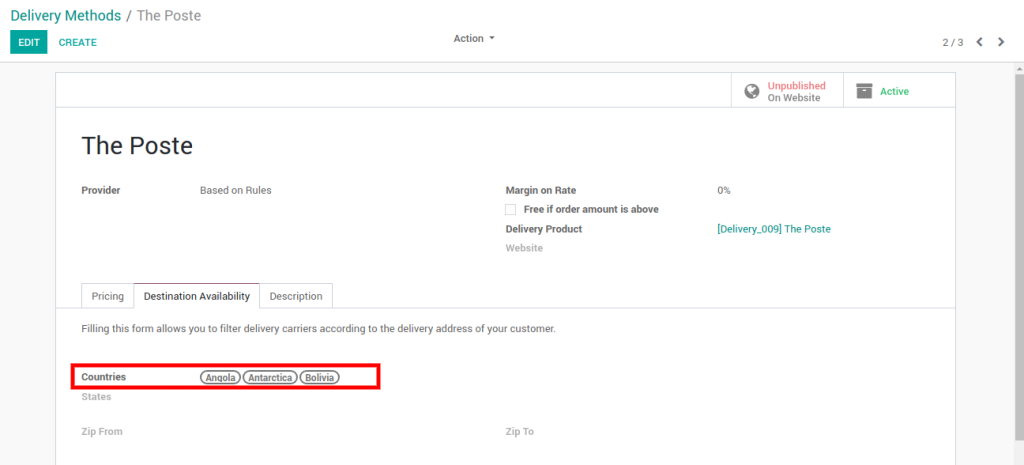 Delivery Methods / The Poste
EDIT CREATE Action 2 / 3
Unpublished
On Website
Active
The Poste
Provider Based on Rules
Margin on Rate 0%
Free if order amount is above
Delivery Product [Delivery_009] The Poste
Website
Pricing Destination Availability Description
Filling this form allows you to filter delivery carriers according to the delivery address of your customer.
Countries Angola Antarctica Bolivia
States
Zip From Zip To